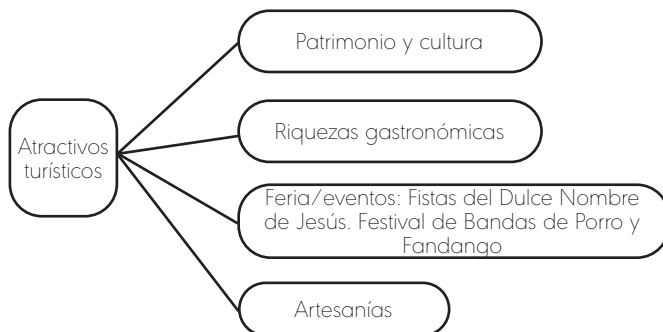 Patrimonio y cultura
Riquezas gastronómicas
Atractivos
turísticos
Feria/eventos: Fistas del Dulce Nombre
de Jesús. Festival de Bandas de Porro y
Fandango
Artesanías